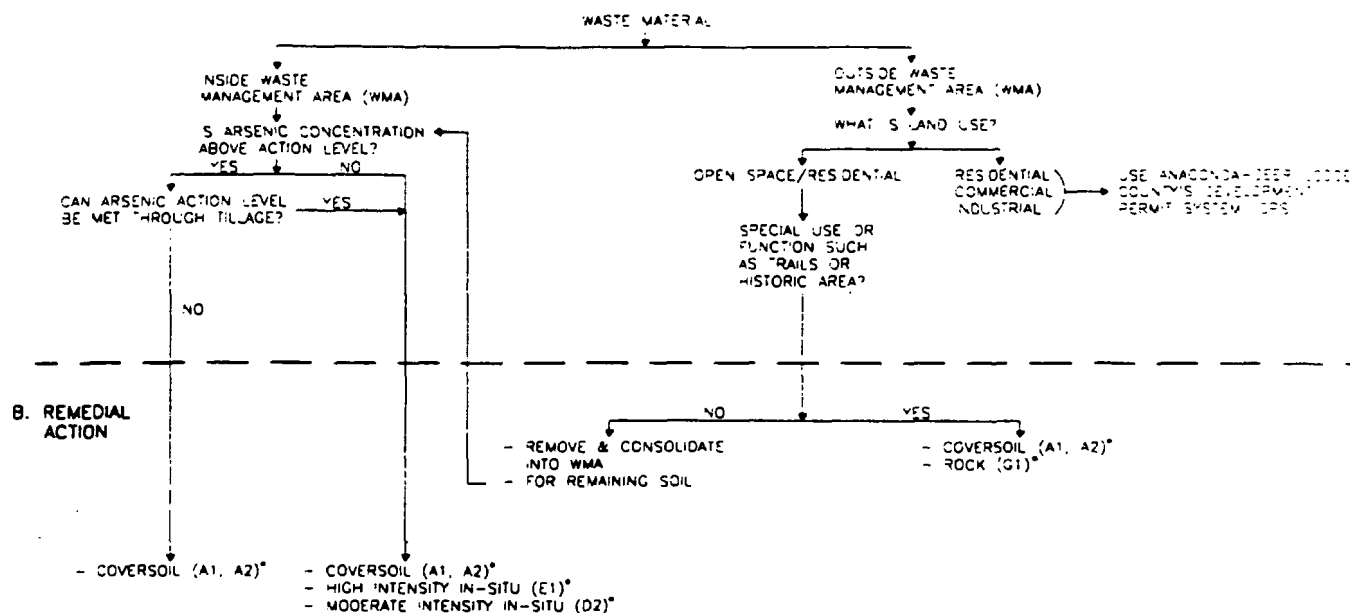 WASTE MATERIAL
NSIDE WASTE
MANAGEMENT AREA (WMA)
OUTSIDE WASTE
MANAGEMENT AREA (WMA)
S ARSENIC CONCENTRATION
ABOVE ACTION LEVEL?
WHAT IS LAND USE?
YES NO
CAN ARSENIC ACTION LEVEL
BE MET THROUGH TILLAGE?
YES
OPEN SPACE/RESIDENTIAL
RESIDENTIAL
COMMERCIAL
INDUSTRIAL
USE ANACONDA-DEER LODGE
COUNTY'S DEVELOPMENT
PERMIT SYSTEM
SPECIAL USE OR
FUNCTION SUCH
AS TRAILS OR
HISTORIC AREA?
NO
B. REMEDIAL
ACTION
NO YES
- REMOVE & CONSOLIDATE
INTO WMA
- FOR REMAINING SOIL
- COVERSOIL (A1, A2)*
- ROCK (G1)*
- COVERSOIL (A1, A2)*
- COVERSOIL (A1, A2)*
- HIGH INTENSITY IN-SITU (E1)*
- MODERATE INTENSITY IN-SITU (D2)*